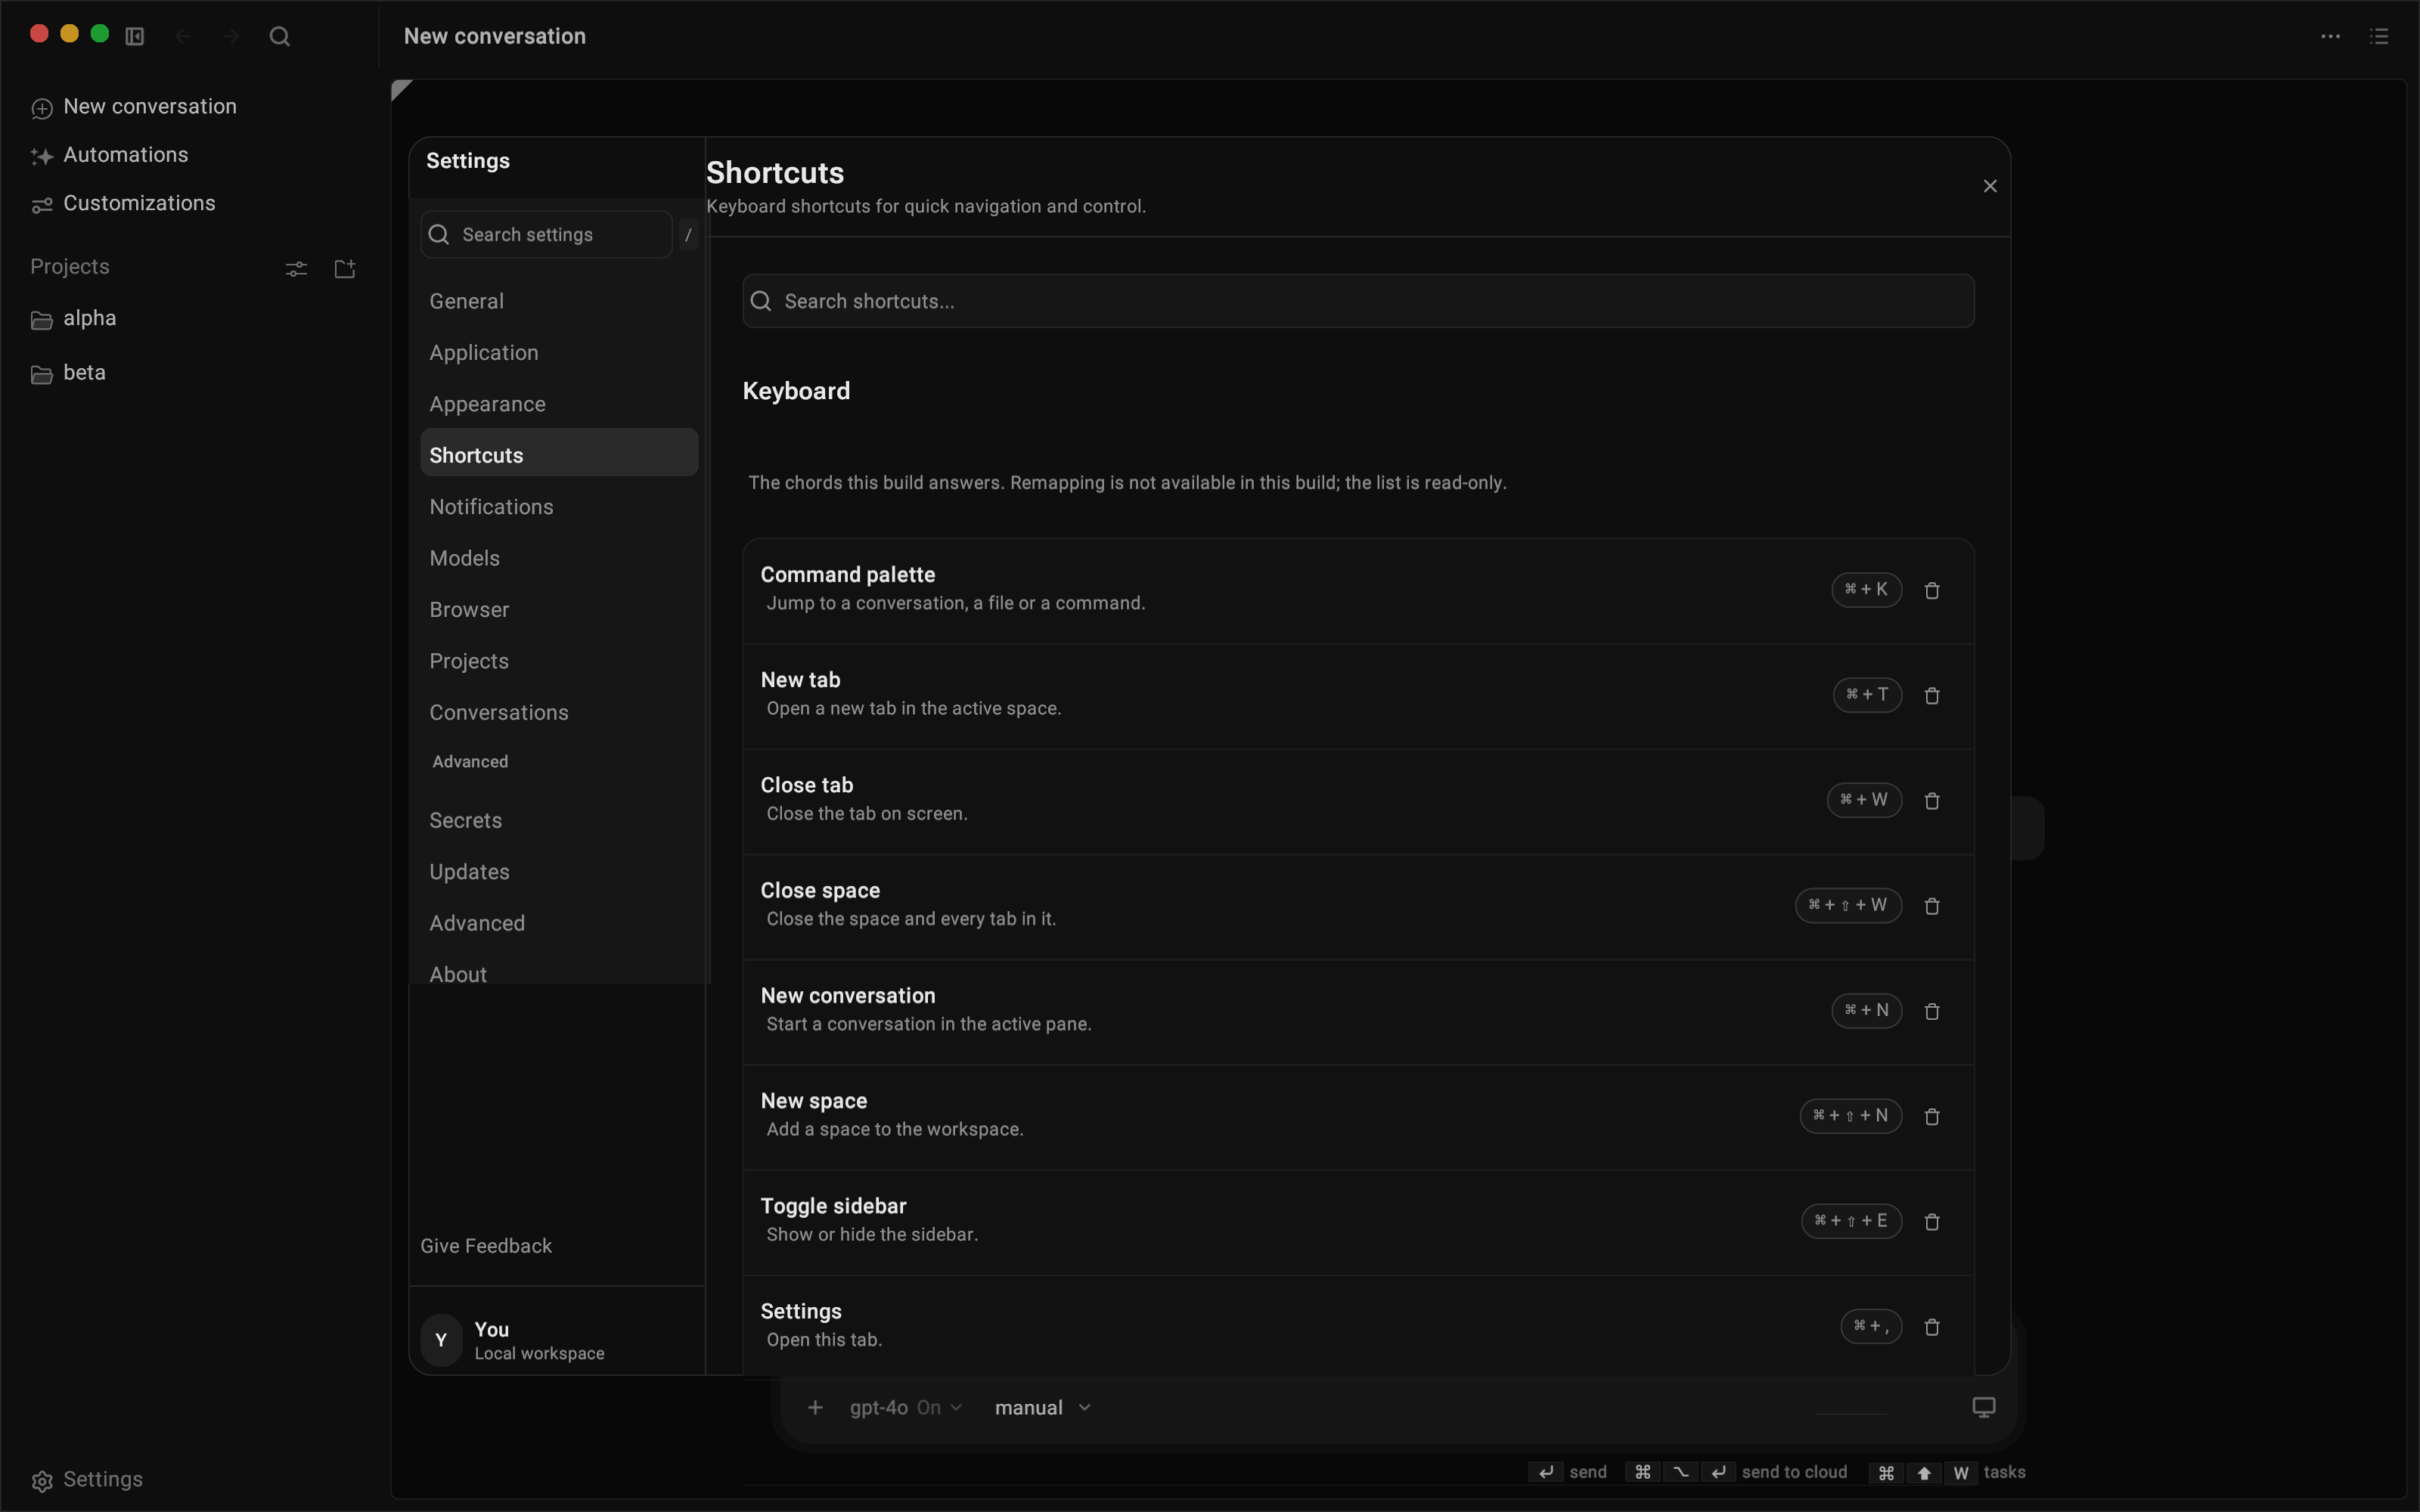 New conversation
New conversation
Automations
Customizations
Projects
alpha
beta
Settings
Settings
Search settings /
General
Application
Appearance
Shortcuts
Notifications
Models
Browser
Projects
Conversations
Advanced
Secrets
Updates
Advanced
About
Give Feedback
Y
You
Local workspace
Shortcuts
Keyboard shortcuts for quick navigation and control.
Search shortcuts...
Keyboard
The chords this build answers. Remapping is not available in this build; the list is read-only.
Command palette
Jump to a conversation, a file or a command.
⌘ + K
New tab
Open a new tab in the active space.
⌘ + T
Close tab
Close the tab on screen.
⌘ + W
Close space
Close the space and every tab in it.
⌘ + ⇧ + W
New conversation
Start a conversation in the active pane.
⌘ + N
New space
Add a space to the workspace.
⌘ + ⇧ + N
Toggle sidebar
Show or hide the sidebar.
⌘ + ⇧ + E
Settings
Open this tab.
⌘ + ,
gpt-4o On manual
send ⌘ ⌥ send to cloud ⌘ W tasks